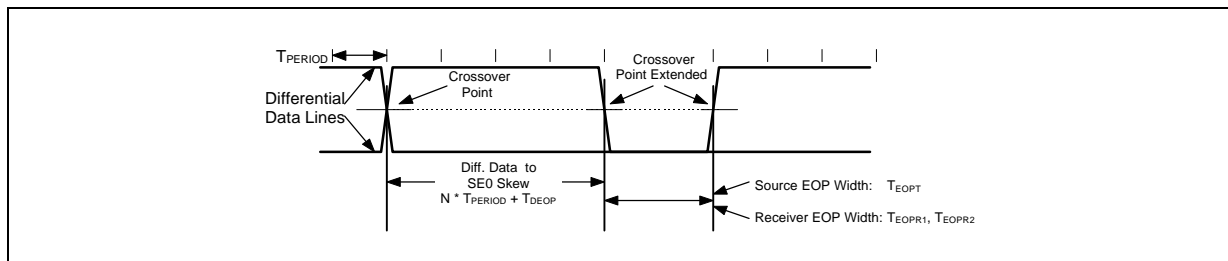 TPERIOD
Crossover
Point
Crossover
Point Extended
Differential
Data Lines
Diff. Data to
SE0 Skew
N * TPERIOD + TDEOP
Source EOP Width: TEOPT
Receiver EOP Width: TEOPR1, TEOPR2